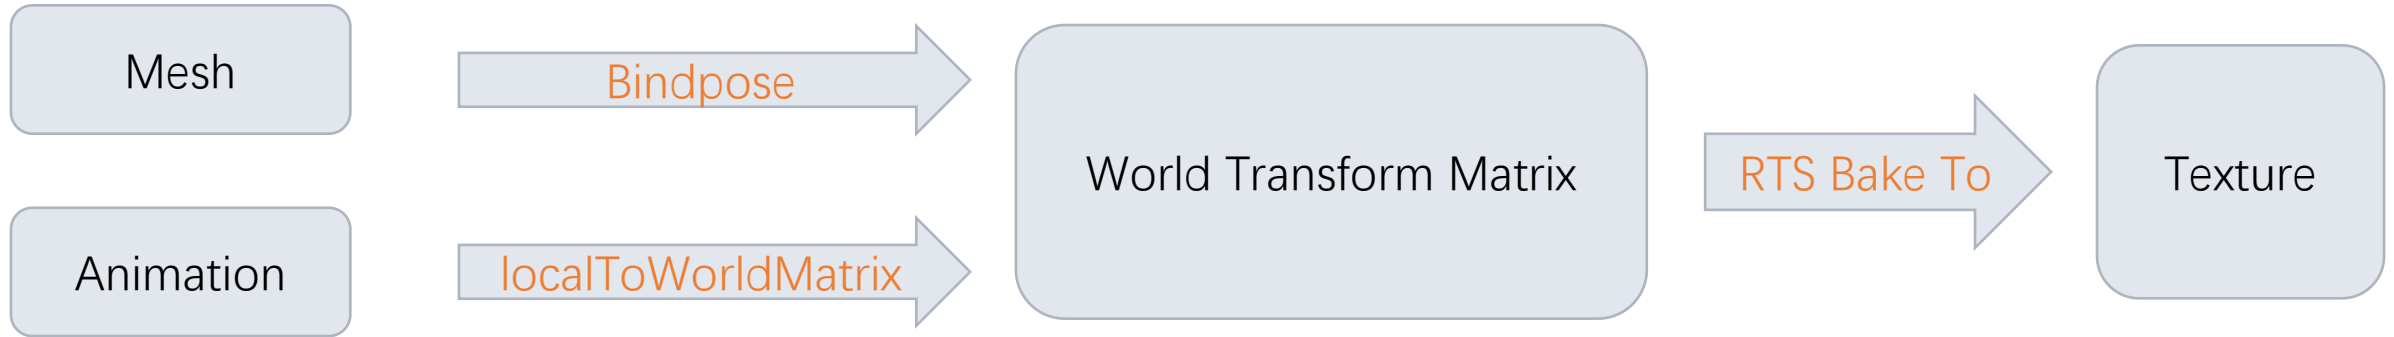 Mesh
Bindpose
Animation
localToWorldMatrix
World Transform Matrix
RTS Bake To
Texture